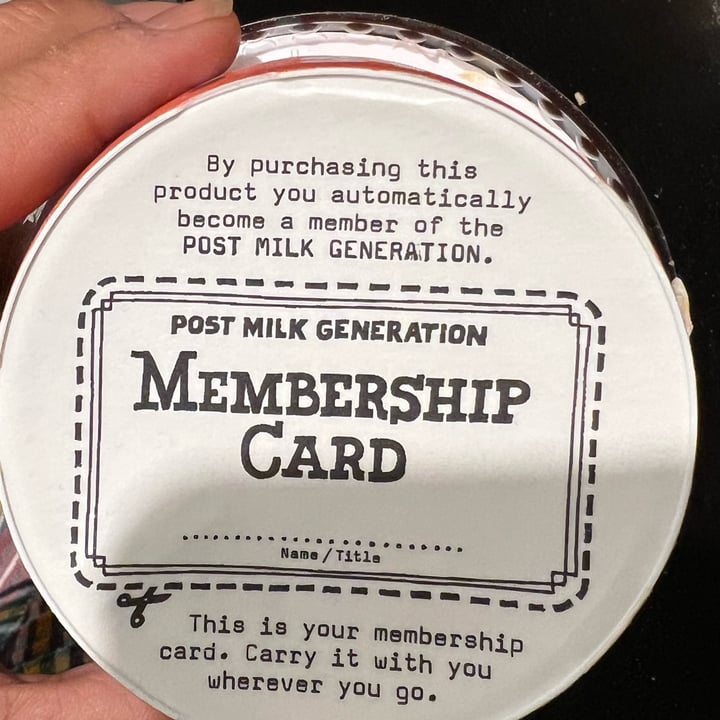 By purchasing this
product you automatically
become a member of the
POST MILK GENERATION.
POST MILK GENERATION
MEMBERSHIP
CARD
Name/Title
This is your membership
card. Carry it with you
wherever you go.